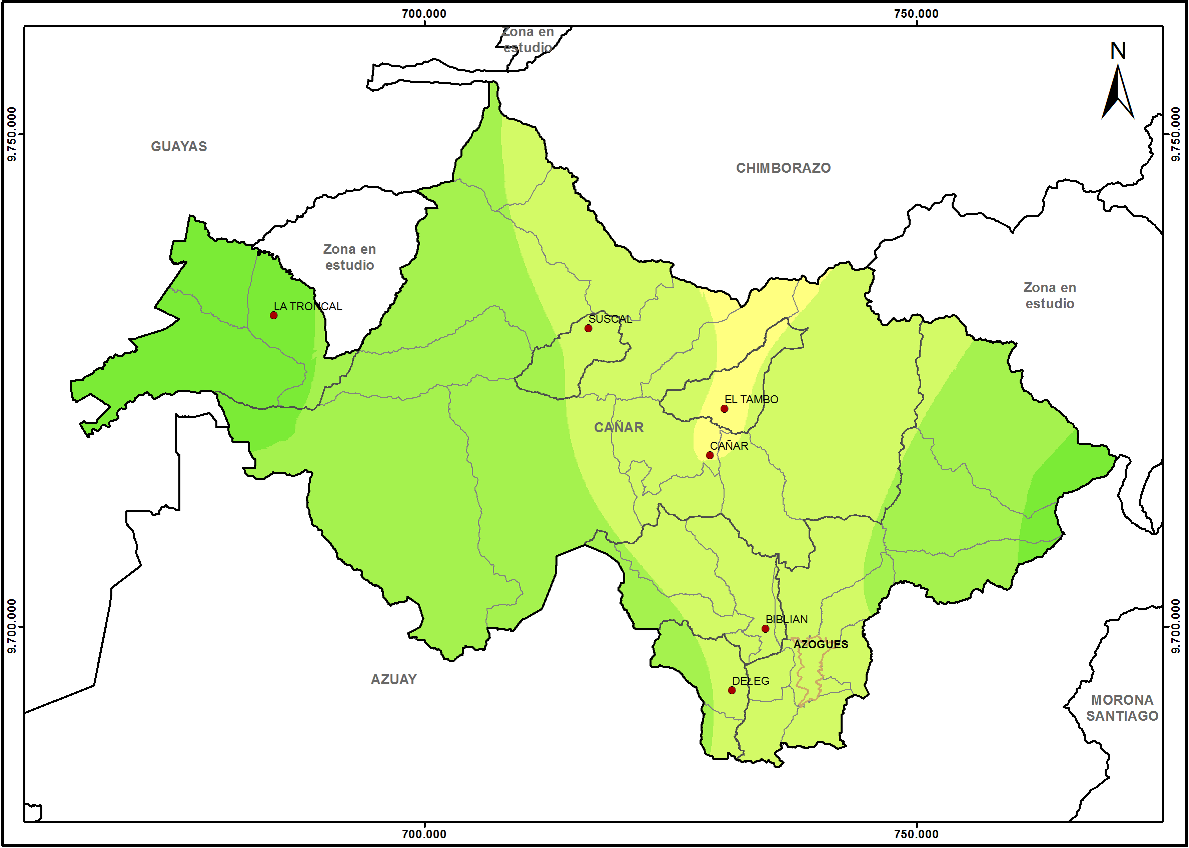 700.000
750.000
Zona en
estudio
N
9.750.000
9.750.000
GUAYAS
CHIMBORAZO
Zona en
estudio
Zona en
estudio
LA TRONCAL
SUSCAL
EL TAMBO
CAÑAR
CAÑAR
9.700.000
9.700.000
BIBLIAN
AZOGUES
AZUAY
DELEG
MORONA
SANTIAGO
700.000
750.000